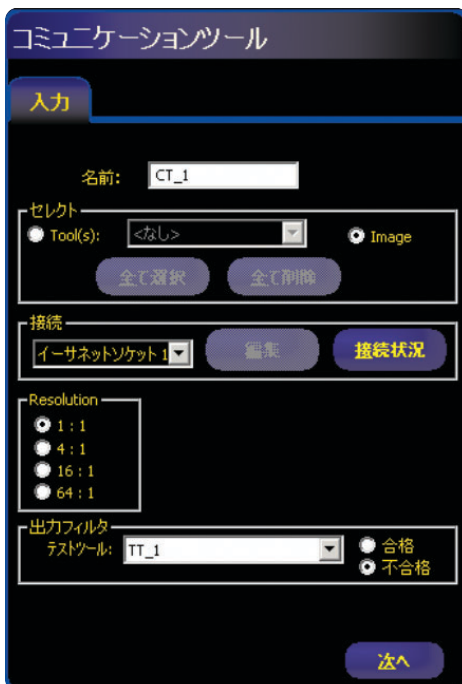 コミュニケーションツール
入力
名前: CT_1
セレクト
Tool(s): <なし> Image
全て選択 全て削除
接続
イーサネットソケット 1 編集 接続状況
Resolution
1 : 1
4 : 1
16 : 1
64 : 1
出力フィルタ
テストツール: TT_1 合格
不合格
次へ